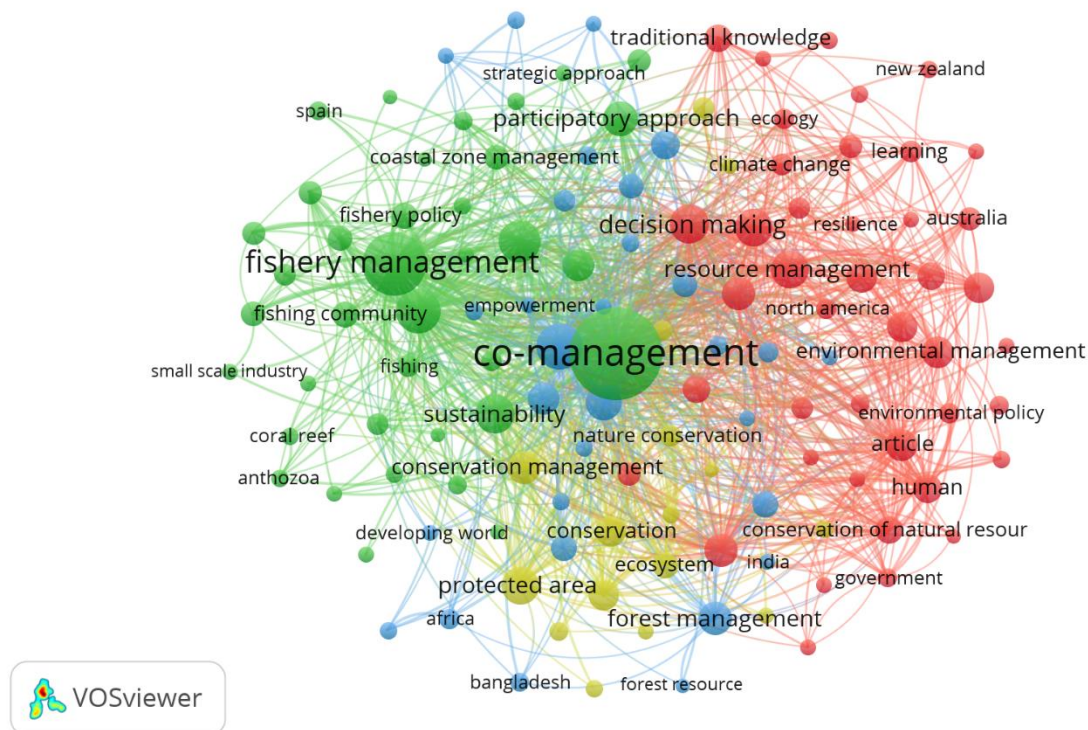 traditional knowledge
strategic approach
new zealand
spain
participatory approach
ecology
coastal zone management
climate change
learning
fishery policy
decision making
resilience
australia
fishery management
resource management
fishing community
empowerment
north america
co-management
environmental management
small scale industry
fishing
sustainability
environmental policy
coral reef
nature conservation
article
anthozoa
conservation management
human
developing world
conservation
conservation of natural resour
ecosystem
india
protected area
government
africa
forest management
bangladesh
forest resource
VOSviewer